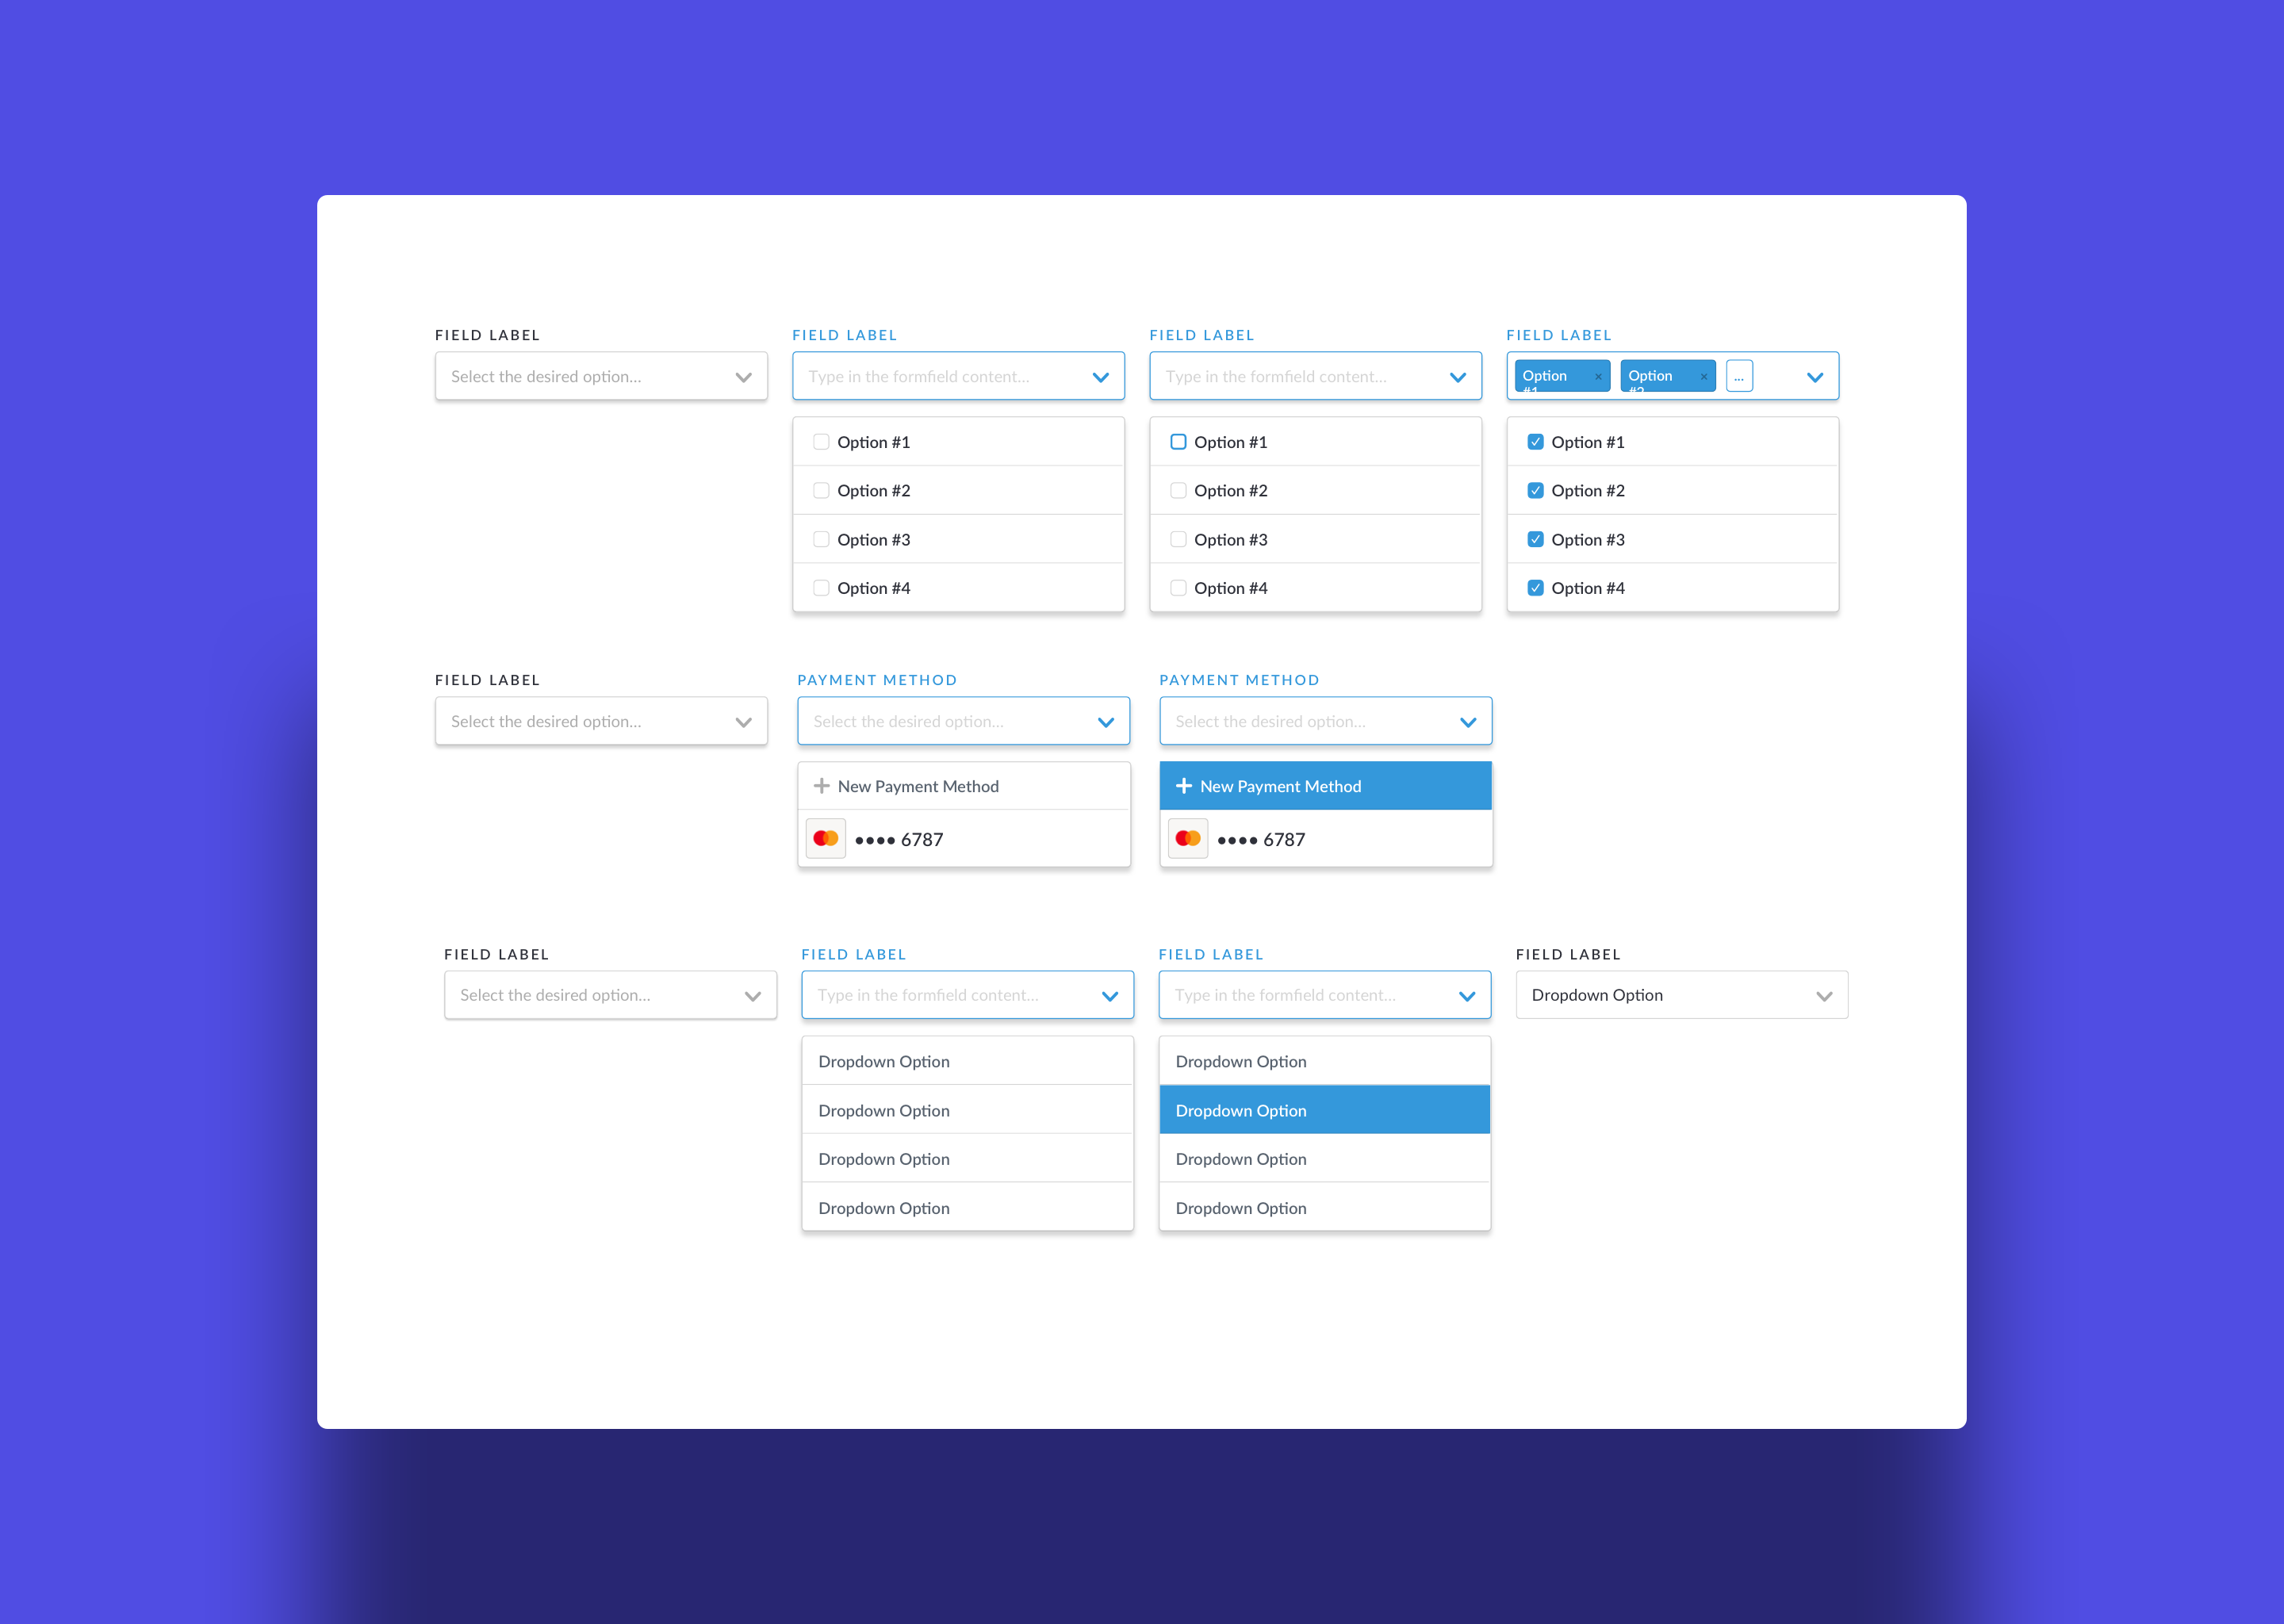 FIELD LABEL
Select the desired option...
FIELD LABEL
Type in the formfield content...
Option #1
Option #2
Option #3
Option #4
FIELD LABEL
Type in the formfield content...
Option #1
Option #2
Option #3
Option #4
FIELD LABEL
Option
#1
×
Option
#2
×
...
Option #1
Option #2
Option #3
Option #4
FIELD LABEL
Select the desired option...
PAYMENT METHOD
Select the desired option...
New Payment Method
•••• 6787
PAYMENT METHOD
Select the desired option...
New Payment Method
•••• 6787
FIELD LABEL
Select the desired option...
FIELD LABEL
Type in the formfield content...
Dropdown Option
Dropdown Option
Dropdown Option
Dropdown Option
FIELD LABEL
Type in the formfield content...
Dropdown Option
Dropdown Option
Dropdown Option
Dropdown Option
FIELD LABEL
Dropdown Option